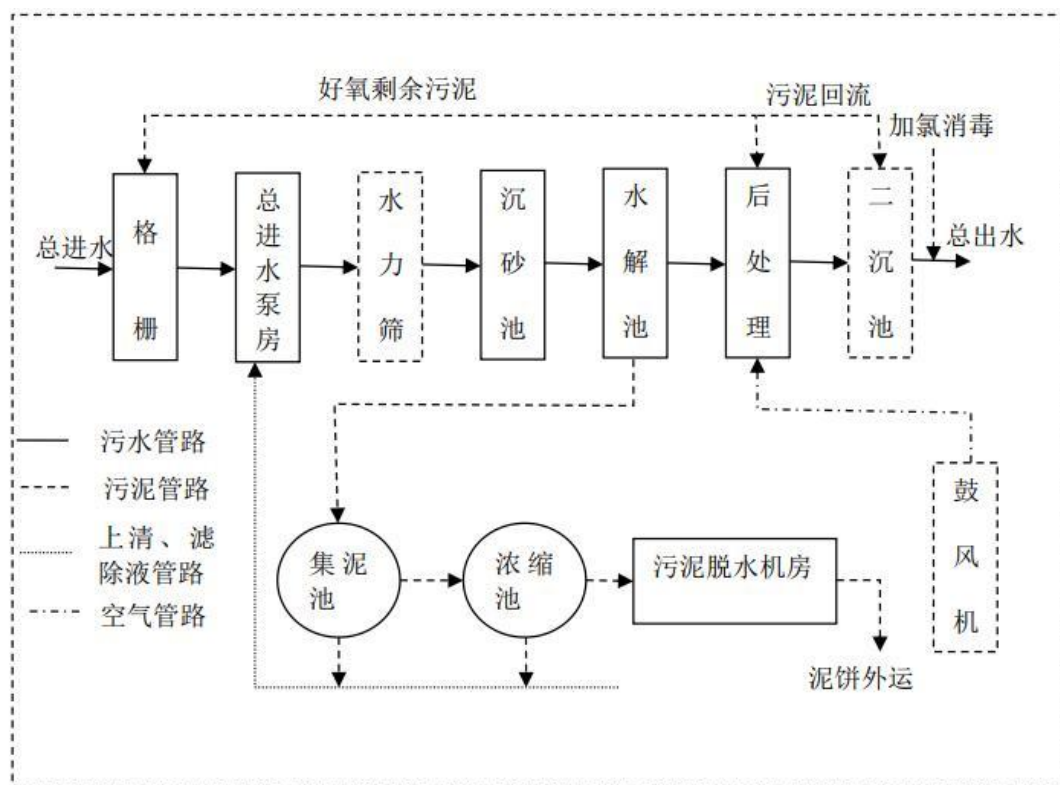 好氧剩余污泥
污泥回流
加氯消毒
总进水
格栅
总进水泵房
水力筛
沉砂池
水解池
后处理
二沉池
总出水
污水管路
污泥管路
上清、滤
除液管路
空气管路
集泥
池
浓缩
池
污泥脱水机房
鼓风机
泥饼外运